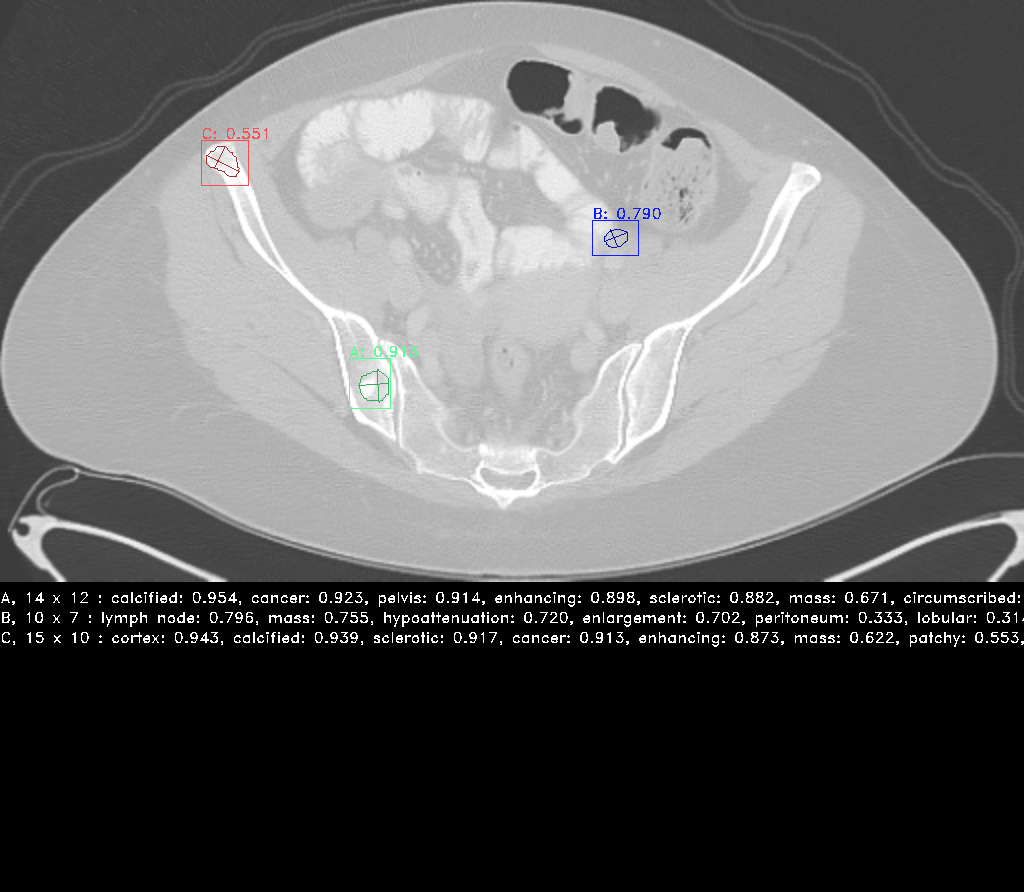 C: 0.551
B: 0.790
A: 0.913
A, 14 x 12 : calcified: 0.954, cancer: 0.923, pelvis: 0.914, enhancing: 0.898, sclerotic: 0.882, mass: 0.671, circumscribed:
B, 10 x 7 : lymph node: 0.796, mass: 0.755, hypoattenuation: 0.720, enlargement: 0.702, peritoneum: 0.333, lobular: 0.314
C, 15 x 10 : cortex: 0.943, calcified: 0.939, sclerotic: 0.917, cancer: 0.913, enhancing: 0.873, mass: 0.622, patchy: 0.553,